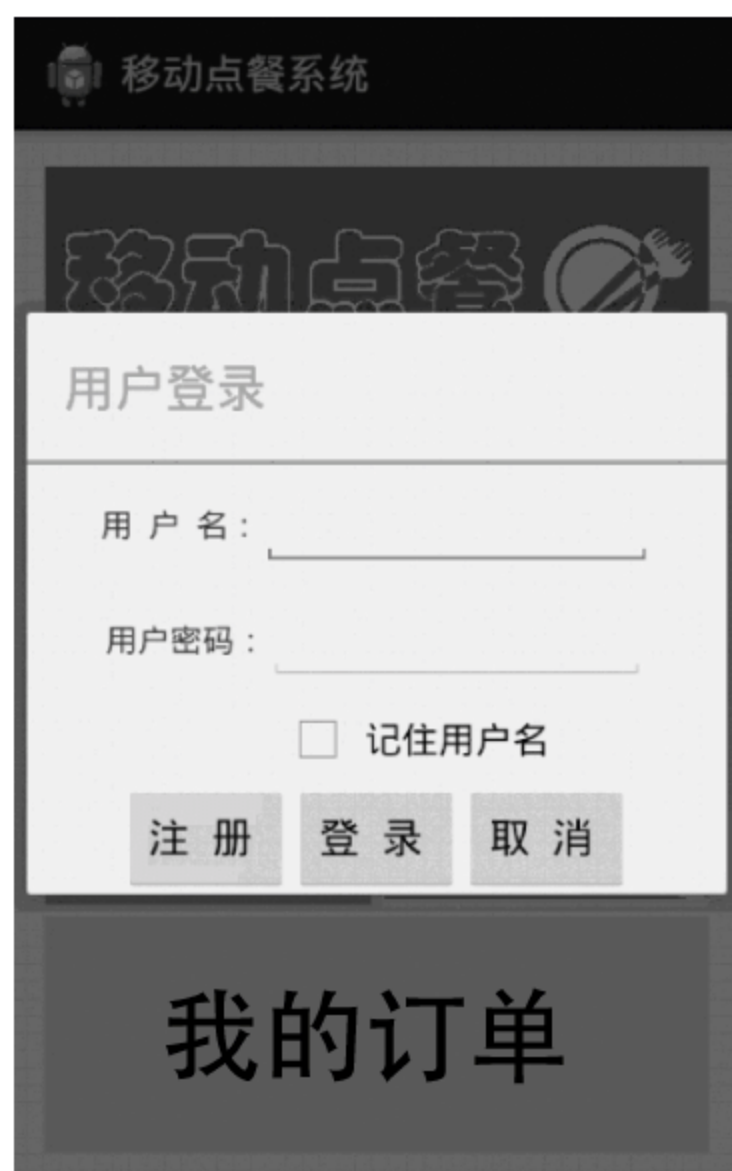 移动点餐系统
移动点餐
用户登录
用 户 名：
用户密码：
记住用户名
注 册 登 录 取 消
我的订单